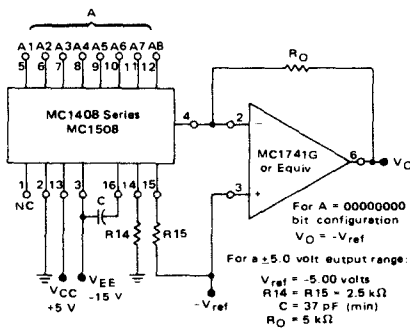 A
A1 A2 A3 A4 A5 A6 A7 A8
5 6 7 8 9 10 11 12
MC1408 Series
MC1508
4
2
3
6
MC1741G
or Equiv
RO
VO
1 2 13 3 16 14 15
NC
C
R14
R15
VCC
+5 V
VEE
-15 V
-Vref
For A = 00000000
bit configuration
VO = -Vref
For a ±5.0 volt output range:
Vref = -5.00 volts
R14 = R15 = 2.5 kΩ
C = 37 pF (min)
RO = 5 kΩ